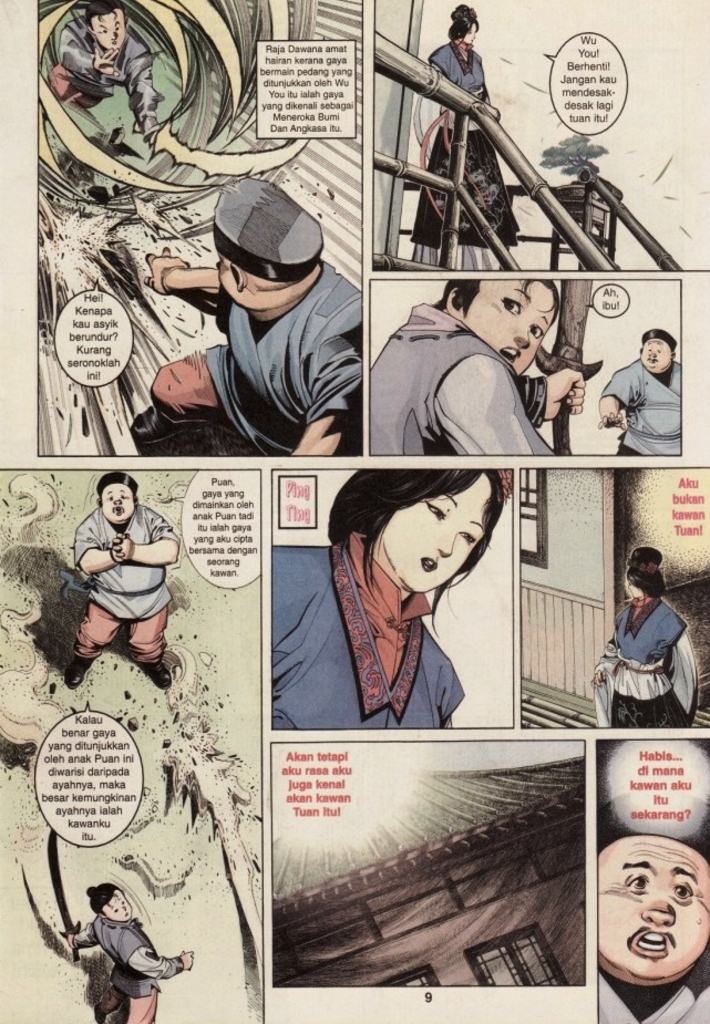 Raja Dawana amat
hairan kerana gaya
bermain pedang yang
ditunjukkan oleh Wu
You itu ialah gaya
yang dikenali sebagai
Meneroka Bumi
Dan Angkasa itu.
Hei!
Kenapa
kau asyik
berundur?
Kurang
seronoklah
ini!
Wu
You!
Berhenti!
Jangan kau
mendesak-
desak lagi
tuan itu!
Ah,
ibu!
Puan,
gaya yang
dimainkan oleh
anak Puan tadi
itu ialah gaya
yang aku cipta
bersama dengan
seorang
kawan.
Kalau
benar gaya
yang ditunjukkan
oleh anak Puan ini
diwarisi daripada
ayahnya, maka
besar kemungkinan
ayahnya ialah
kawanku
itu.
Ping
Ting
Aku
bukan
kawan
Tuan!
Akan tetapi
aku rasa aku
juga kenal
akan kawan
Tuan itu!
Habis...
di mana
kawan aku
itu
sekarang?
9